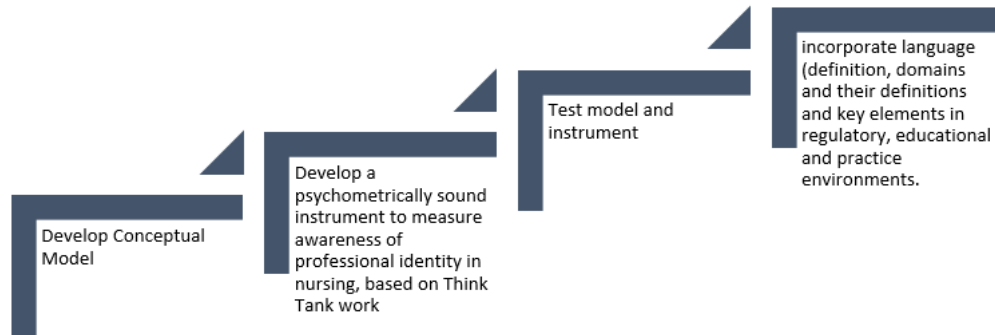 Develop Conceptual
Model
Develop a
psychometrically sound
instrument to measure
awareness of
professional identity in
nursing, based on Think
Tank work
Test model and
instrument
incorporate language
(definition, domains
and their definitions
and key elements in
regulatory, educational
and practice
environments.